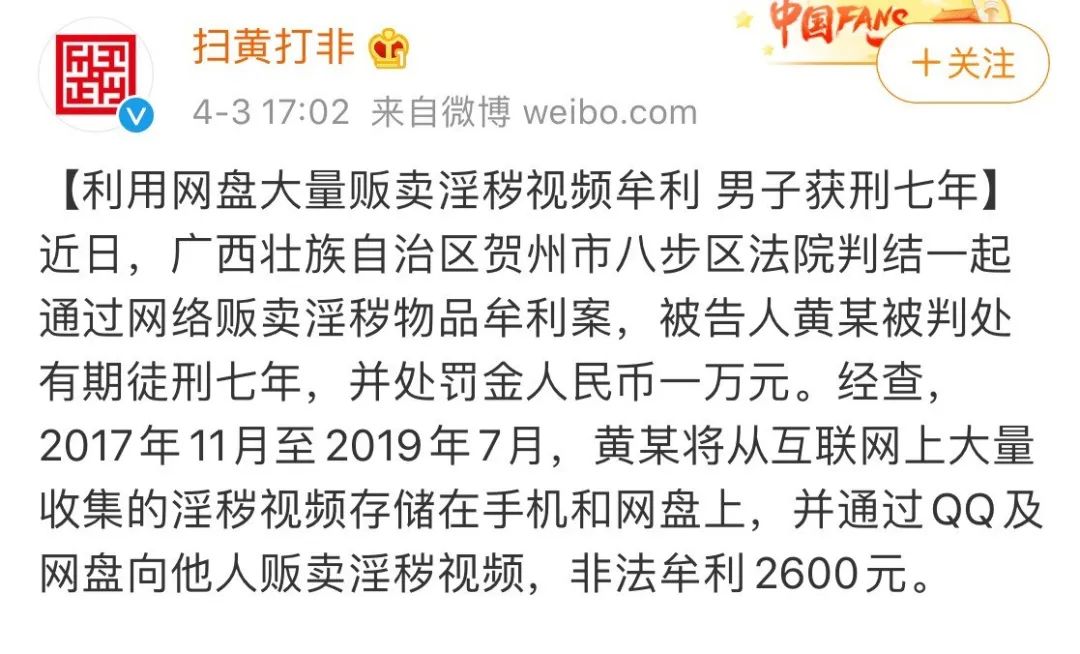 中国FANS
扫黄打非
+关注
4-3 17:02 来自微博 weibo.com
【利用网盘大量贩卖淫秽视频牟利 男子获刑七年】
近日，广西壮族自治区贺州市八步区法院判结一起
通过网络贩卖淫秽物品牟利案，被告人黄某被判处
有期徒刑七年，并处罚金人民币一万元。经查，
2017年11月至2019年7月，黄某将从互联网上大量
收集的淫秽视频存储在手机和网盘上，并通过QQ及
网盘向他人贩卖淫秽视频，非法牟利2600元。